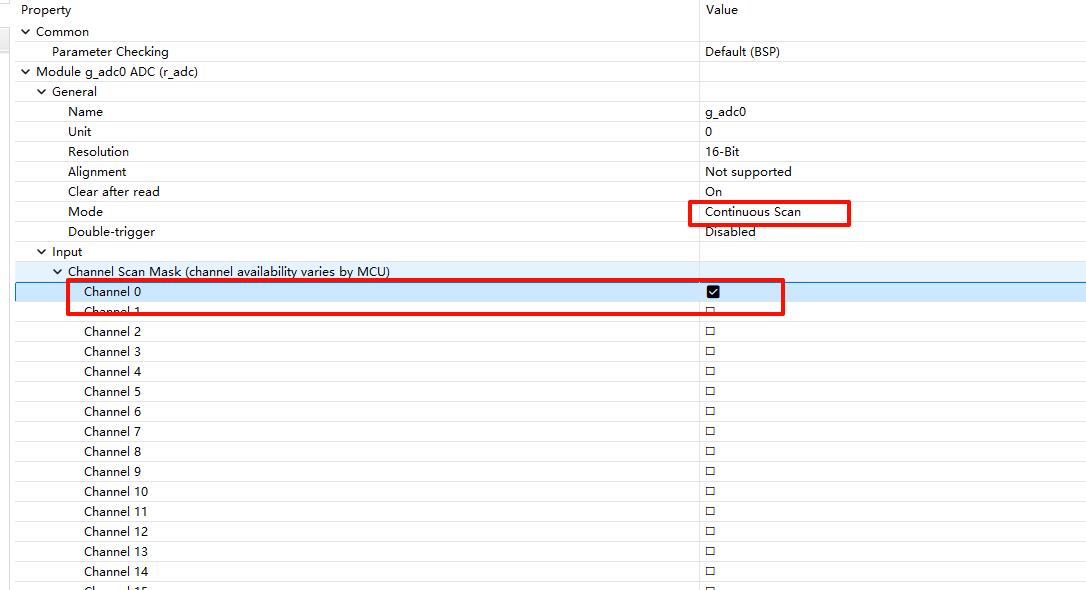 Property Value
Common
Parameter Checking Default (BSP)
Module g_adc0 ADC (r_adc)
General
Name g_adc0
Unit 0
Resolution 16-Bit
Alignment Not supported
Clear after read On
Mode Continuous Scan
Double-trigger Disabled
Input
Channel Scan Mask (channel availability varies by MCU)
Channel 0
Channel 1
Channel 2
Channel 3
Channel 4
Channel 5
Channel 6
Channel 7
Channel 8
Channel 9
Channel 10
Channel 11
Channel 12
Channel 13
Channel 14
Channel 15